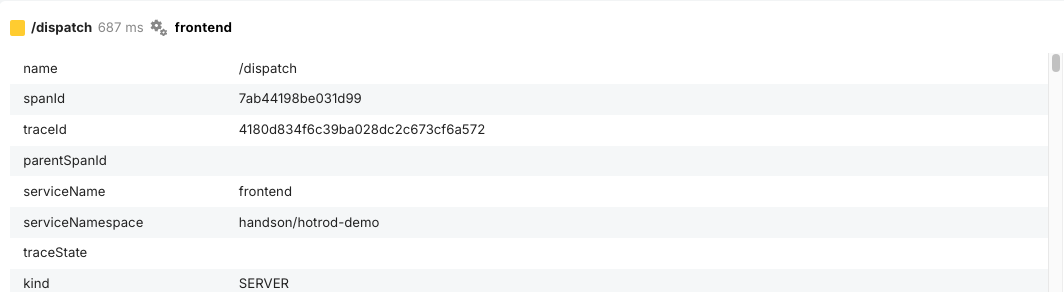 /dispatch 687 ms frontend
name /dispatch
spanId 7ab44198be031d99
traceId 4180d834f6c39ba028dc2c673cf6a572
parentSpanId
serviceName frontend
serviceNamespace handson/hotrod-demo
traceState
kind SERVER